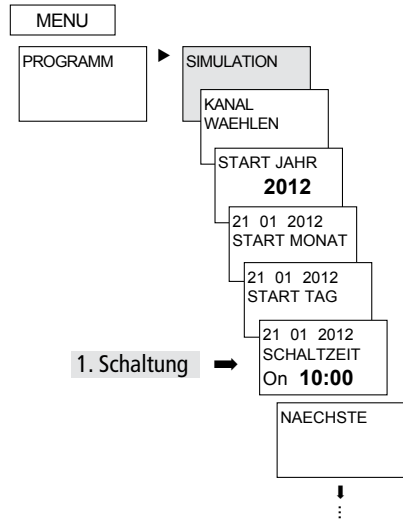 MENU
PROGRAMM
SIMULATION
KANAL
WAEHLEN
START JAHR
2012
21 01 2012
START MONAT
21 01 2012
START TAG
21 01 2012
SCHALTZEIT
On 10:00
1. Schaltung
NAECHSTE